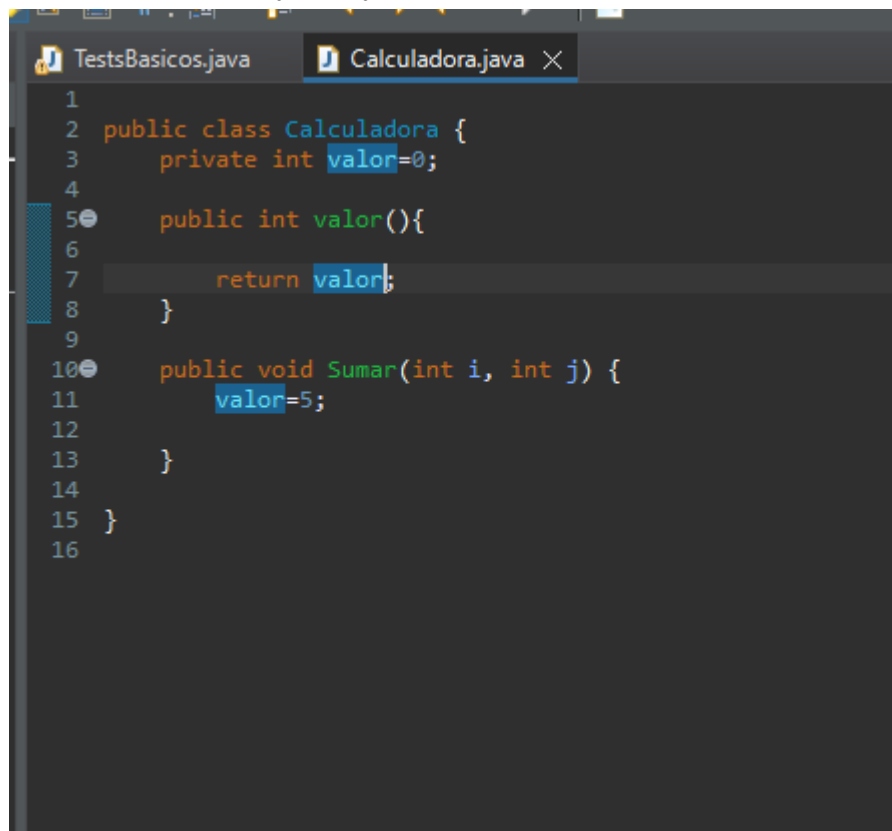 TestsBasicos.java
Calculadora.java
1
2 public class Calculadora {
3     private int valor=0;
4
5     public int valor(){
6
7         return valor;
8     }
9
10     public void Sumar(int i, int j) {
11         valor=5;
12
13     }
14
15 }
16